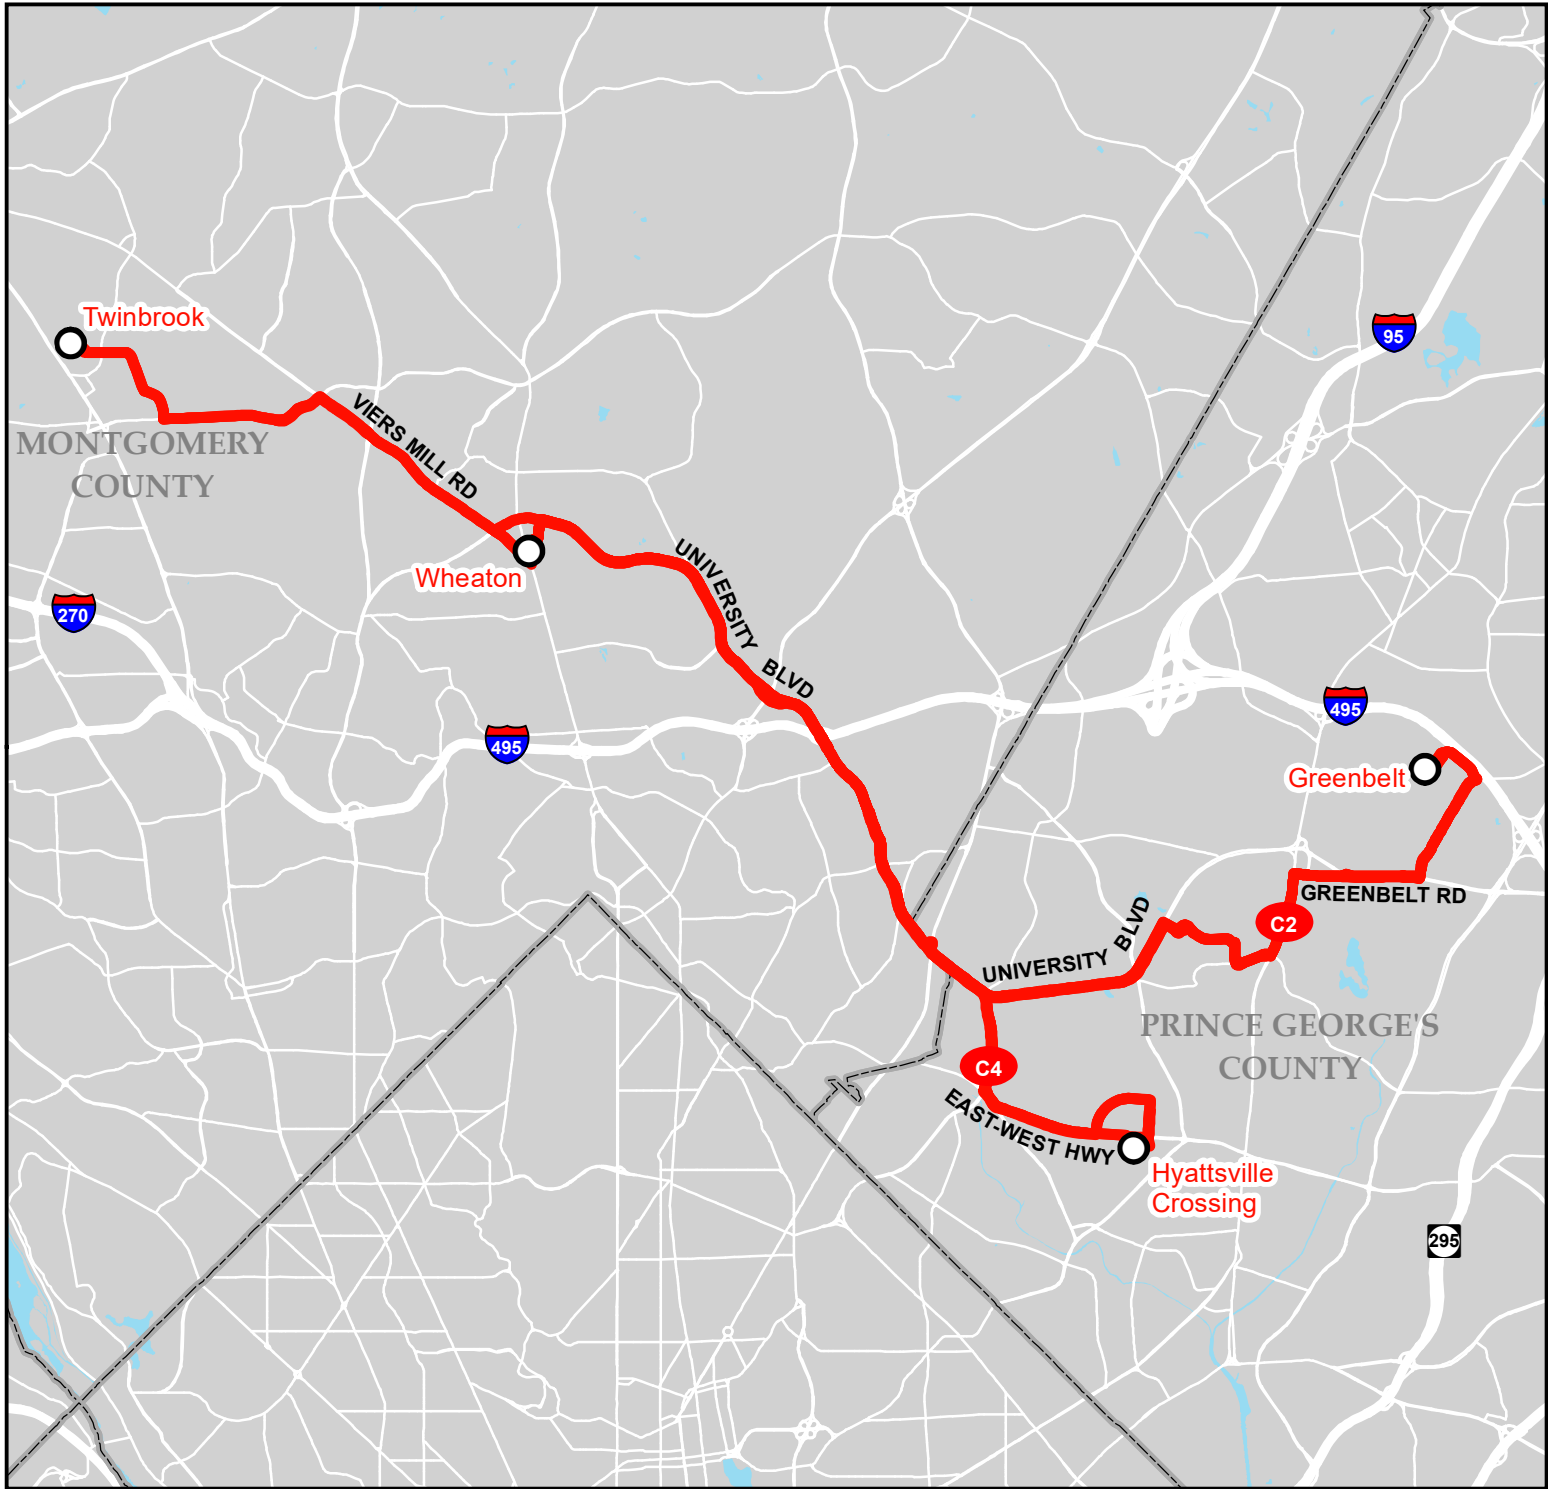 Twinbrook
95
VIERS MILL RD
MONTGOMERY
COUNTY
UNIVERSITY BLVD
Wheaton
270
495
495
Greenbelt
GREENBELT RD
C2
UNIVERSITY BLVD
PRINCE GEORGE'S
COUNTY
C4
EAST-WEST HWY
Hyattsville
Crossing
295